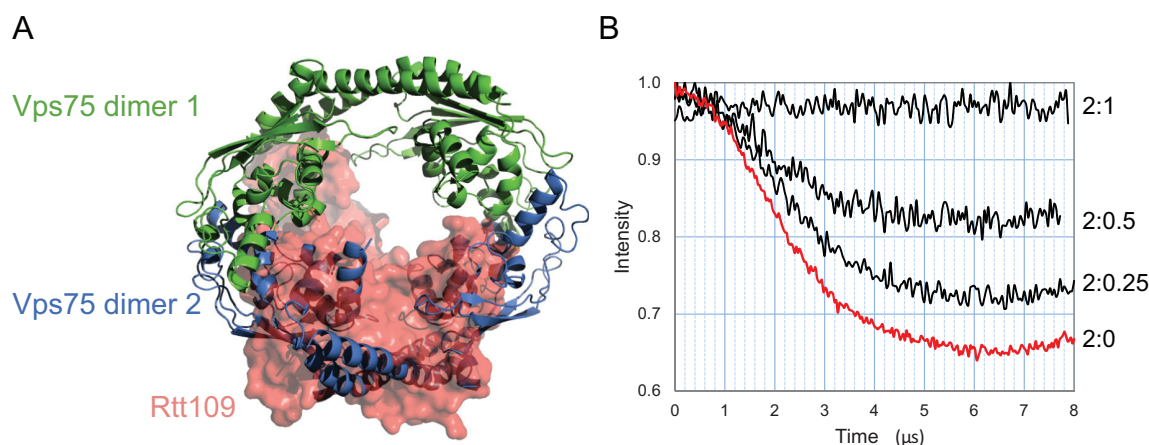 A
Vps75 dimer 1
Vps75 dimer 2
Rtt109
B
1.0
0.9
0.8
0.7
0.6
Intensity
2:1
2:0.5
2:0.25
2:0
0 1 2 3 4 5 6 7 8
Time (µs)